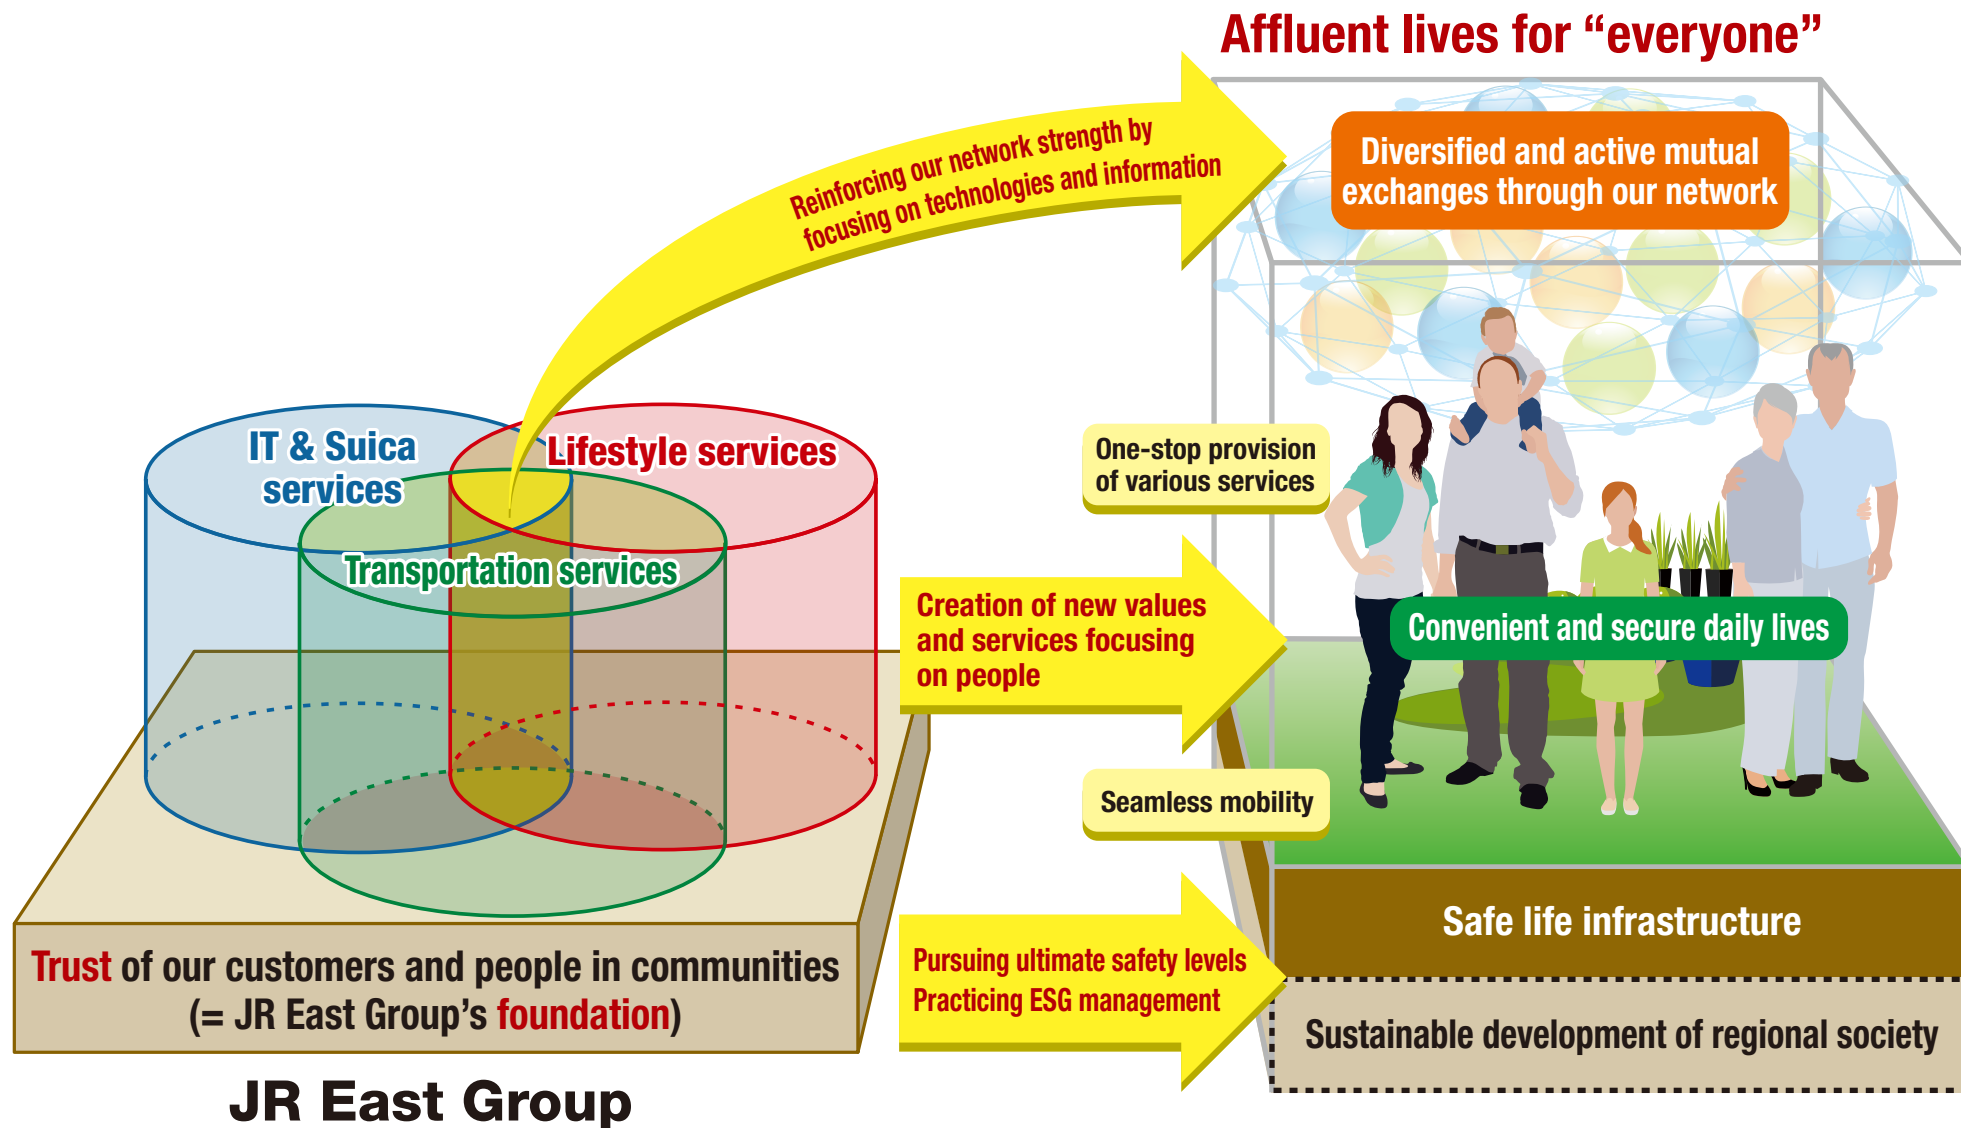 Affluent lives for “everyone”
Reinforcing our network strength by
focusing on technologies and information
Diversified and active mutual
exchanges through our network
IT & Suica
services
Lifestyle services
Transportation services
One-stop provision
of various services
Creation of new values
and services focusing
on people
Convenient and secure daily lives
Seamless mobility
Trust of our customers and people in communities
(= JR East Group’s foundation)
Pursuing ultimate safety levels
Practicing ESG management
Safe life infrastructure
Sustainable development of regional society
JR East Group